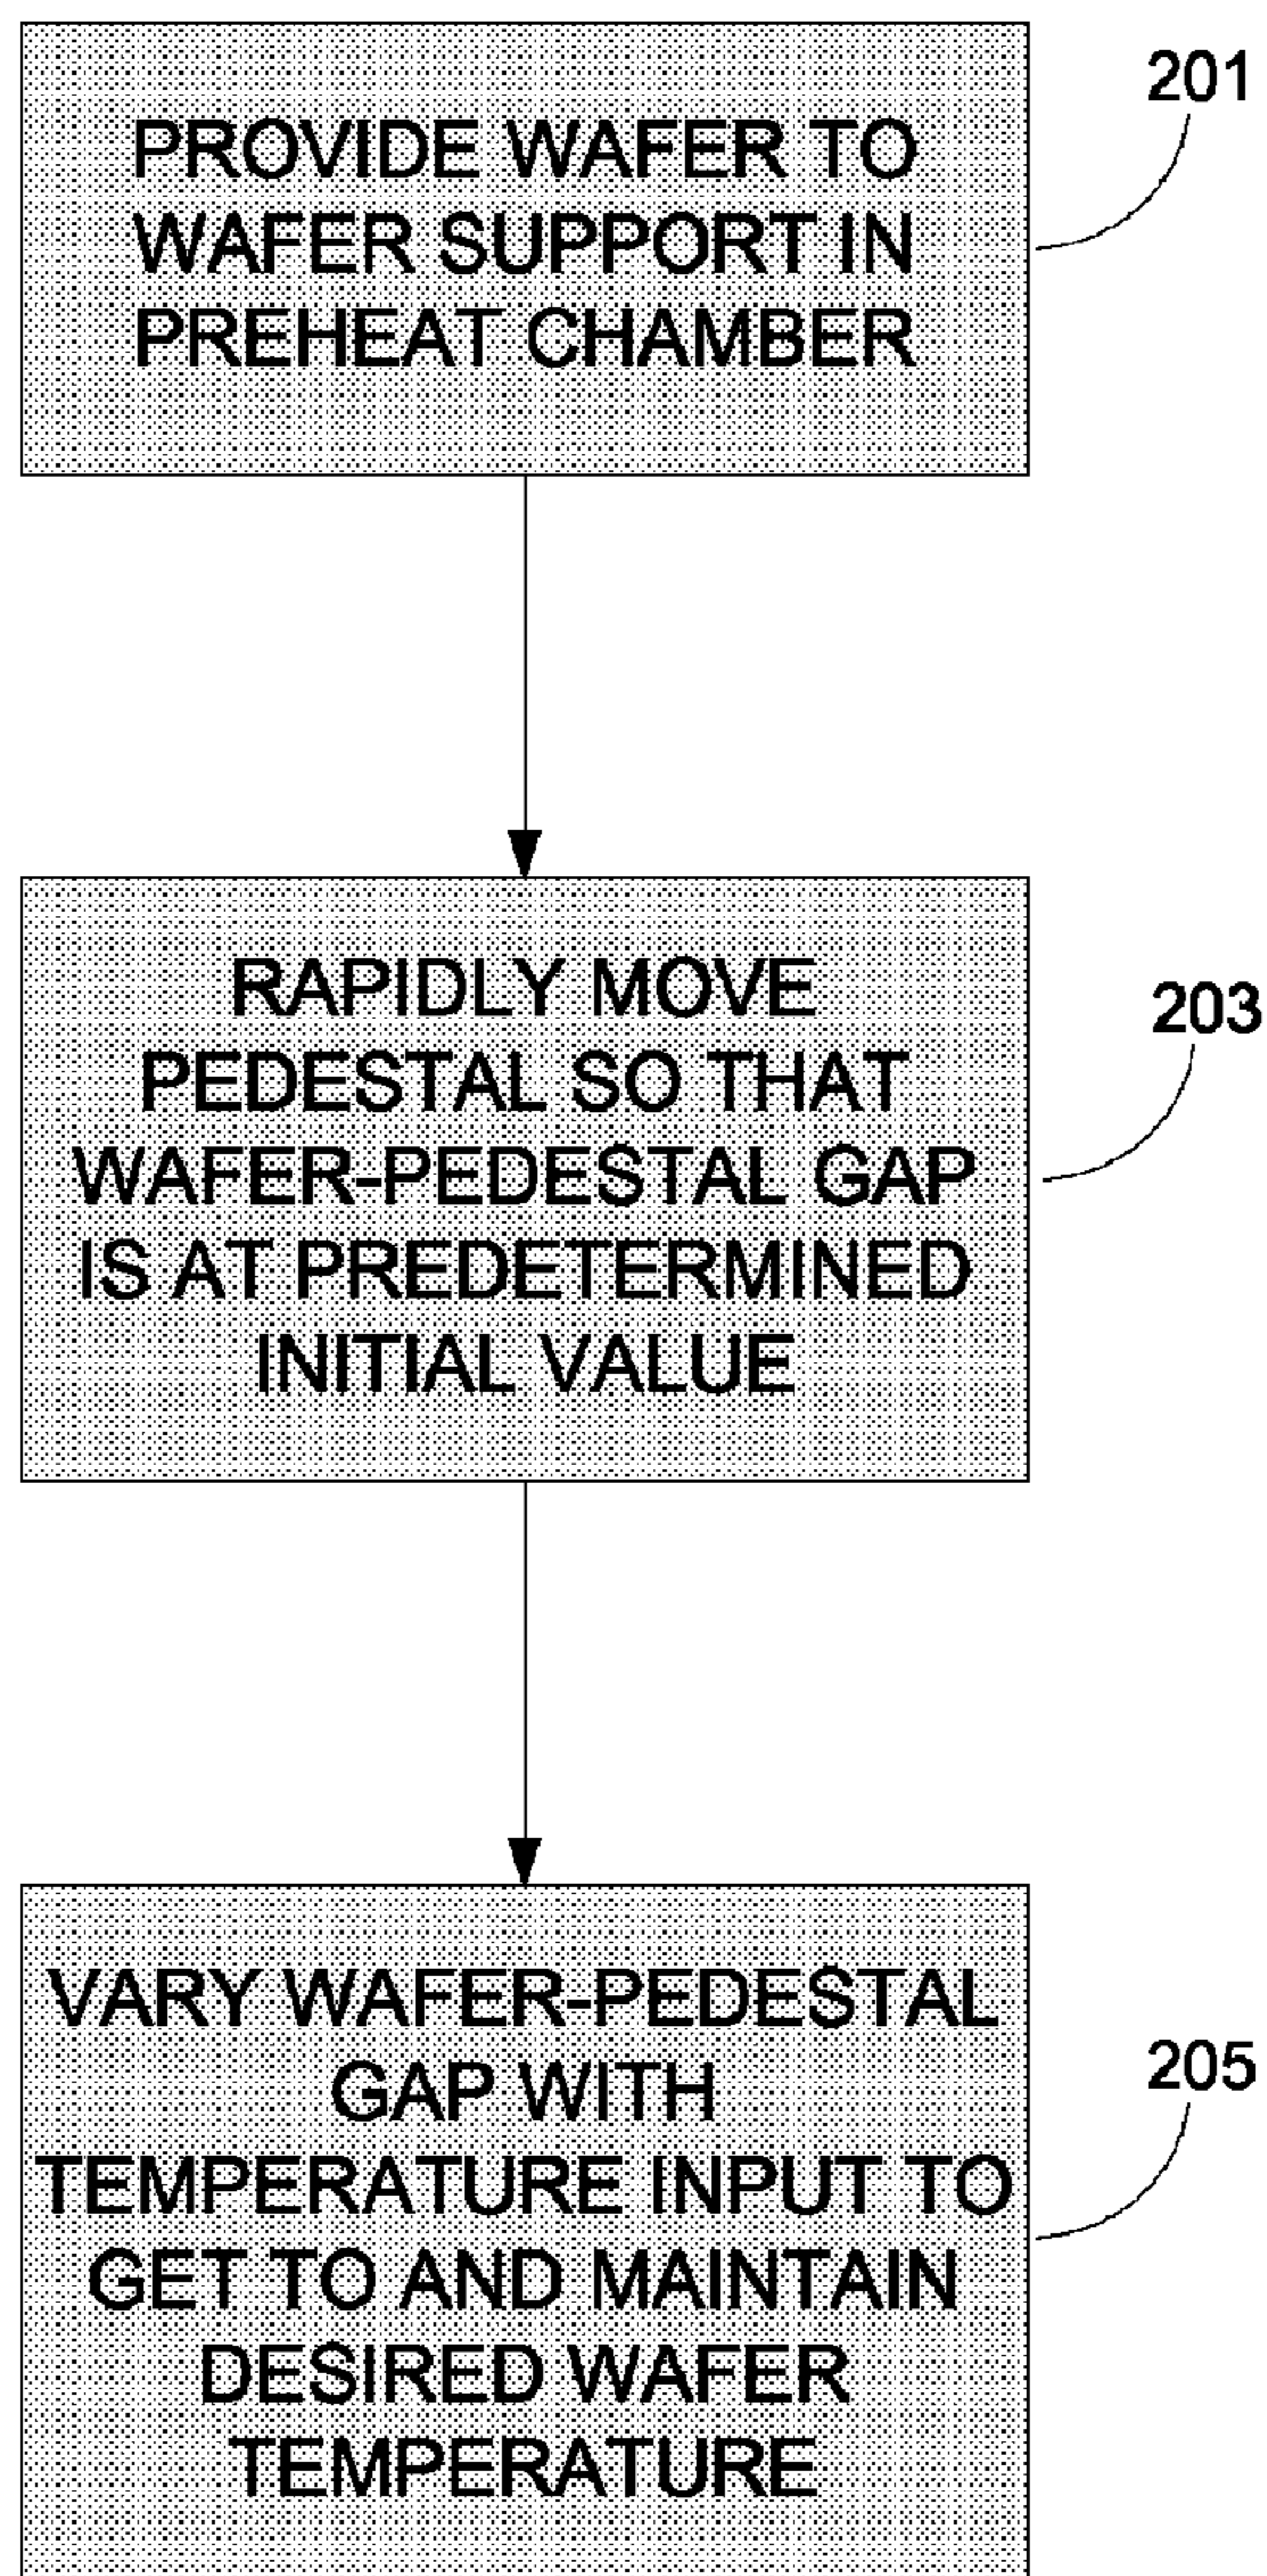 PROVIDE WAFER TO
WAFER SUPPORT IN
PREHEAT CHAMBER
201
RAPIDLY MOVE
PEDESTAL SO THAT
WAFER-PEDESTAL GAP
IS AT PREDETERMINED
INITIAL VALUE
203
VARY WAFER-PEDESTAL
GAP WITH
TEMPERATURE INPUT TO
GET TO AND MAINTAIN
DESIRED WAFER
TEMPERATURE
205